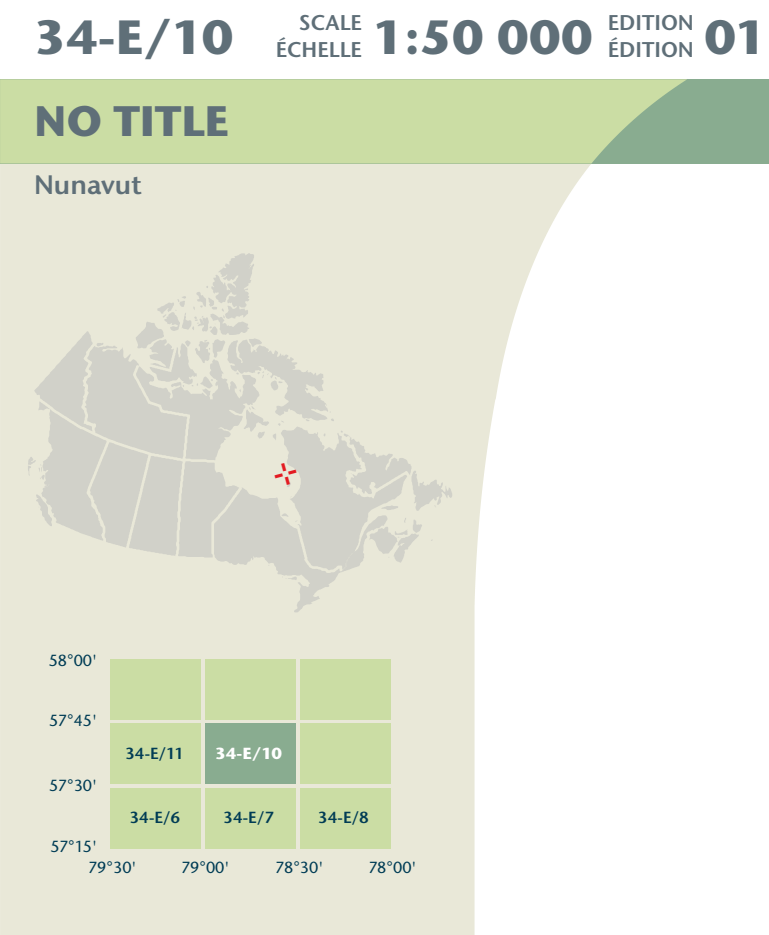 34-E/10 SCALE ÉCHELLE 1:50 000 EDITION ÉDITION 01
NO TITLE
Nunavut
58°00'
57°45'
34-E/11 34-E/10
57°30'
34-E/6 34-E/7 34-E/8
57°15'
79°30' 79°00' 78°30' 78°00'